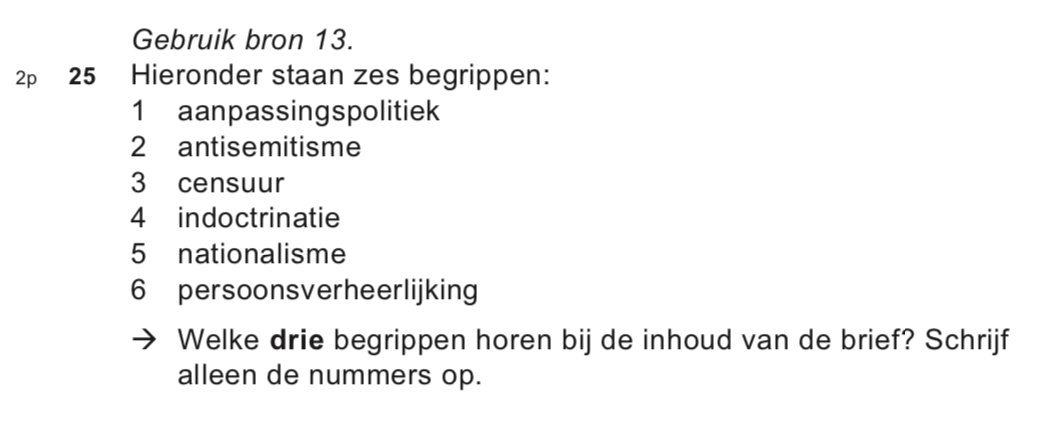 Gebruik bron 13.
2p 25 Hieronder staan zes begrippen:
1 aanpassingspolitiek
2 antisemitisme
3 censuur
4 indoctrinatie
5 nationalisme
6 persoonsverheerlijking
→ Welke drie begrippen horen bij de inhoud van de brief? Schrijf
alleen de nummers op.